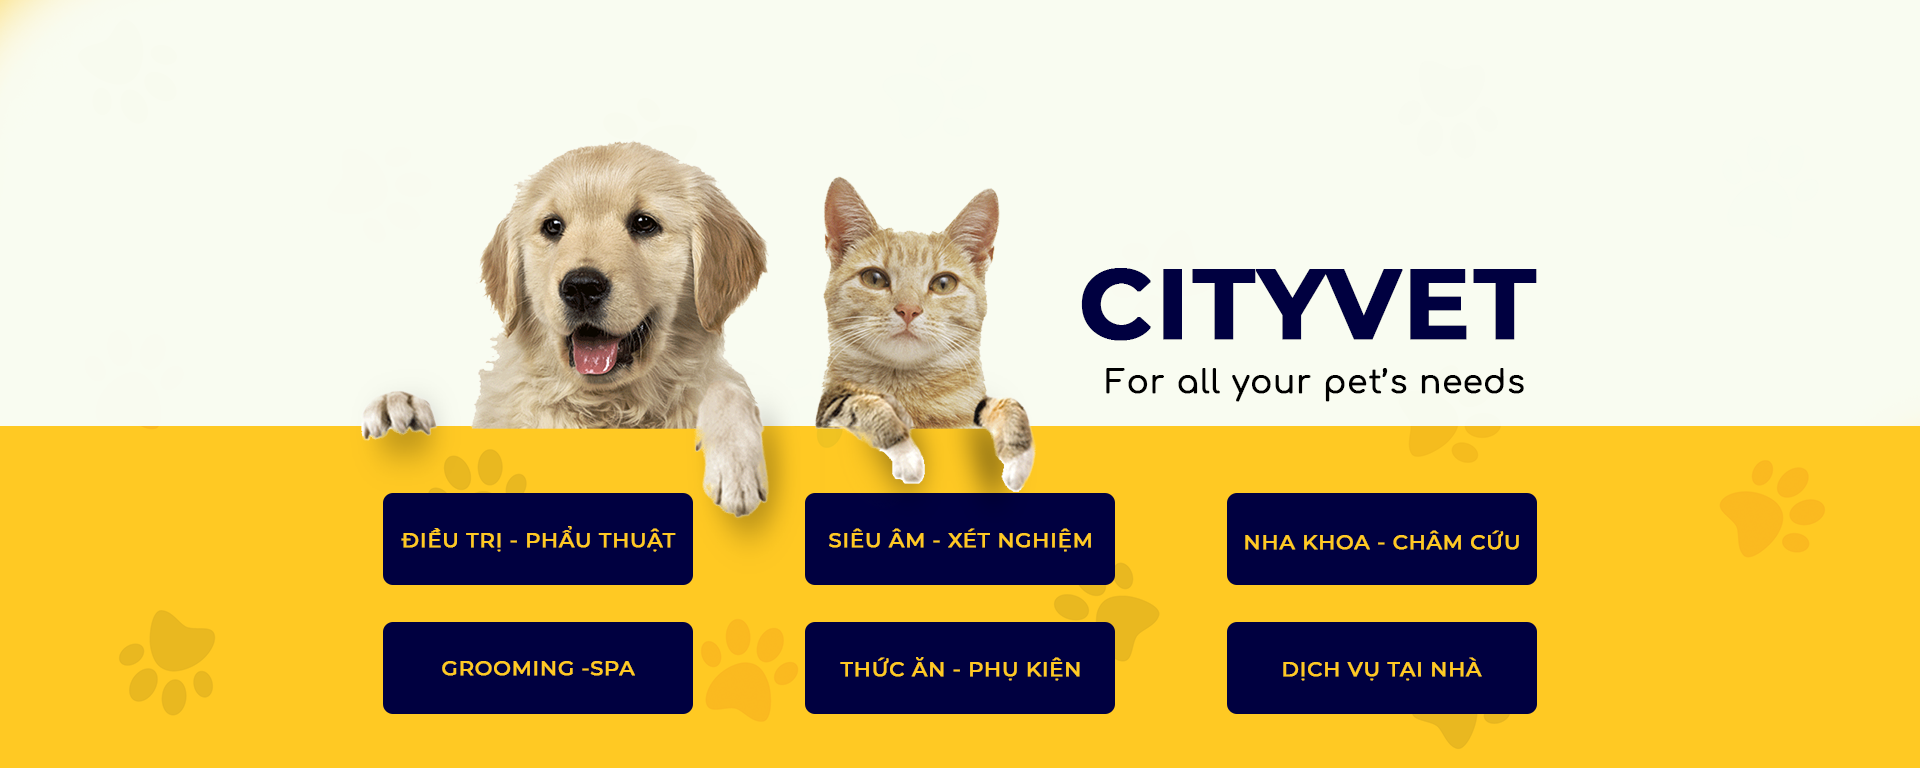 CITYVET
For all your pet's needs
ĐIỀU TRỊ - PHẨU THUẬT
SIÊU ÂM - XÉT NGHIỆM
NHA KHOA - CHÂM CỨU
GROOMING -SPA
THỨC ĂN - PHỤ KIỆN
DỊCH VỤ TẠI NHÀ